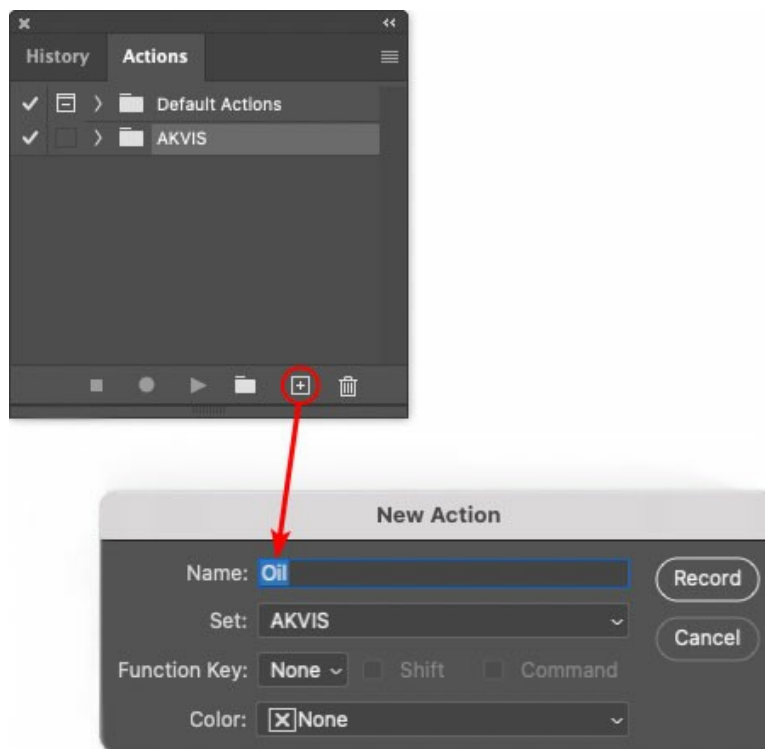 History Actions
Default Actions
AKVIS
New Action
Name: Oil
Record
Set: AKVIS
Cancel
Function Key: None Shift Command
Color: None